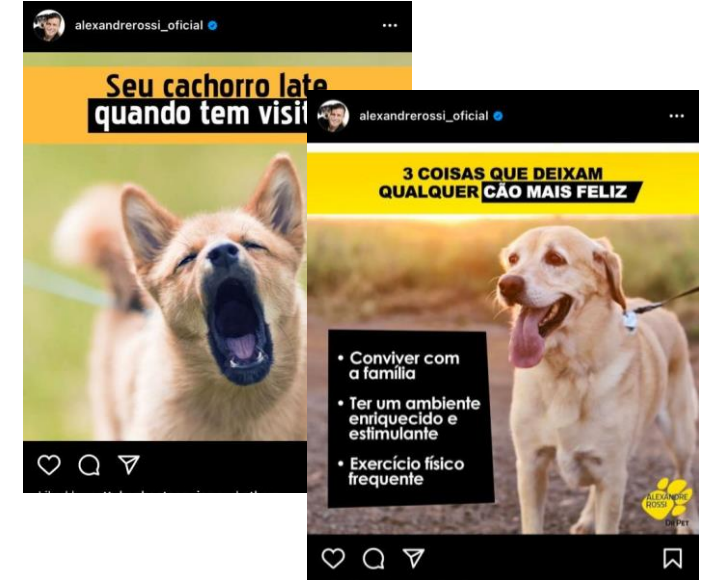 alexandrerossi_oficial
Seu cachorro late
quando tem visit
alexandrerossi_oficial
3 COISAS QUE DEIXAM
QUALQUER CÃO MAIS FELIZ
• Conviver com
a família
• Ter um ambiente
enriquecido e
estimulante
• Exercício físico
frequente
ALEXANDRE
ROSSI
DR PET